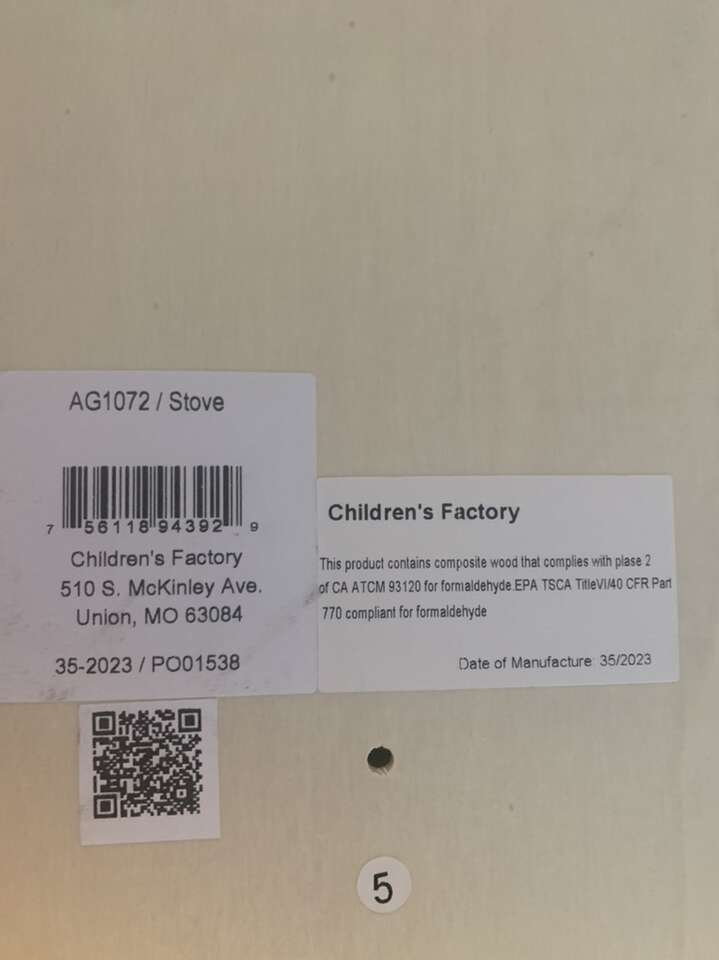 AG1072 / Stove
7 56118 94392 9
Children's Factory
510 S. McKinley Ave.
Union, MO 63084
35-2023 / PO01538
Children's Factory
This product contains composite wood that complies with plase 2
of CA ATCM 93120 for formaldehyde.EPA TSCA TitleVI/40 CFR Part
770 compliant for formaldehyde
Date of Manufacture: 35/2023
5